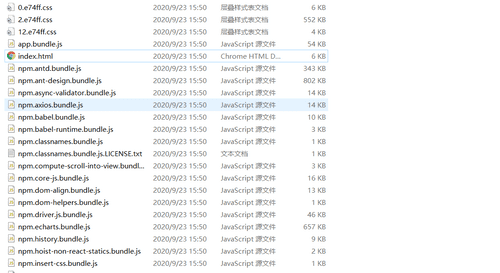 0.e74ff.css 2020/9/23 15:50 层叠样式表文档 6 KB
2.e74ff.css 2020/9/23 15:50 层叠样式表文档 552 KB
12.e74ff.css 2020/9/23 15:50 层叠样式表文档 4 KB
app.bundle.js 2020/9/23 15:50 JavaScript 源文件 54 KB
index.html 2020/9/23 15:50 Chrome HTML D... 6 KB
npm.antd.bundle.js 2020/9/23 15:50 JavaScript 源文件 343 KB
npm.ant-design.bundle.js 2020/9/23 15:50 JavaScript 源文件 802 KB
npm.async-validator.bundle.js 2020/9/23 15:50 JavaScript 源文件 14 KB
npm.axios.bundle.js 2020/9/23 15:50 JavaScript 源文件 14 KB
npm.babel.bundle.js 2020/9/23 15:50 JavaScript 源文件 10 KB
npm.babel-runtime.bundle.js 2020/9/23 15:50 JavaScript 源文件 3 KB
npm.classnames.bundle.js 2020/9/23 15:50 JavaScript 源文件 1 KB
npm.classnames.bundle.js.LICENSE.txt 2020/9/23 15:50 文本文档 1 KB
npm.compute-scroll-into-view.bundl... 2020/9/23 15:50 JavaScript 源文件 3 KB
npm.core-js.bundle.js 2020/9/23 15:50 JavaScript 源文件 16 KB
npm.dom-align.bundle.js 2020/9/23 15:50 JavaScript 源文件 13 KB
npm.dom-helpers.bundle.js 2020/9/23 15:50 JavaScript 源文件 1 KB
npm.driver.js.bundle.js 2020/9/23 15:50 JavaScript 源文件 46 KB
npm.echarts.bundle.js 2020/9/23 15:50 JavaScript 源文件 657 KB
npm.history.bundle.js 2020/9/23 15:50 JavaScript 源文件 9 KB
npm.hoist-non-react-statics.bundle.js 2020/9/23 15:50 JavaScript 源文件 2 KB
npm.insert-css.bundle.js 2020/9/23 15:50 JavaScript 源文件 1 KB